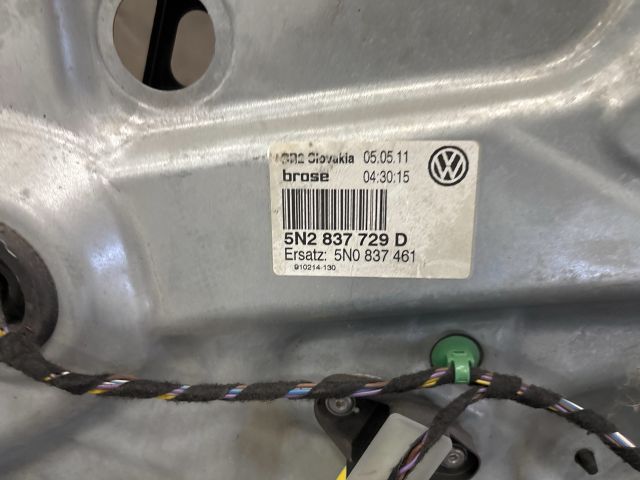 Slovakia 05.05.11
brose 04:30:15
5N2 837 729 D
Ersatz: 5N0 837 461
910214-130